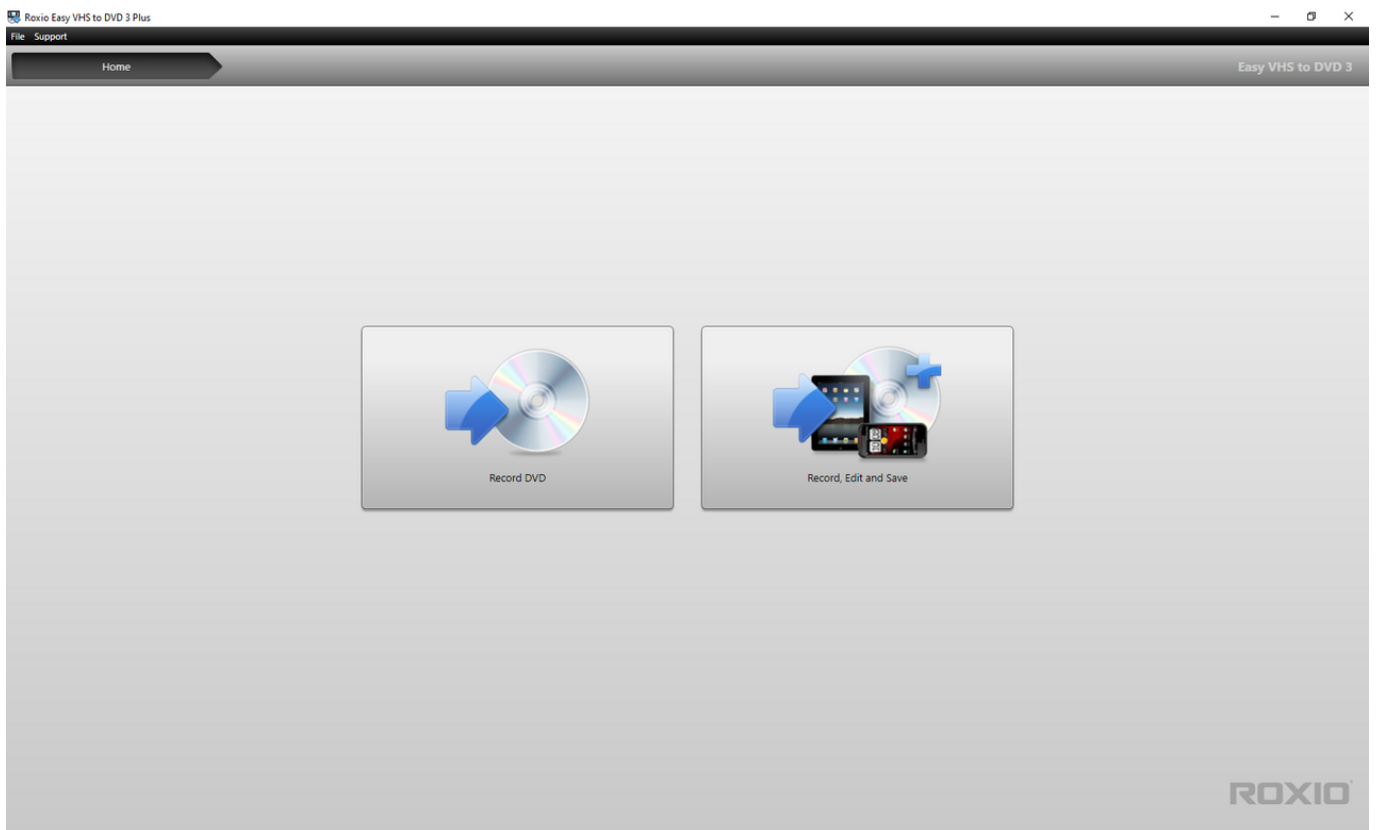 Roxio Easy VHS to DVD 3 Plus
File Support
Home
Easy VHS to DVD 3
Record DVD
Record, Edit and Save
ROXIO